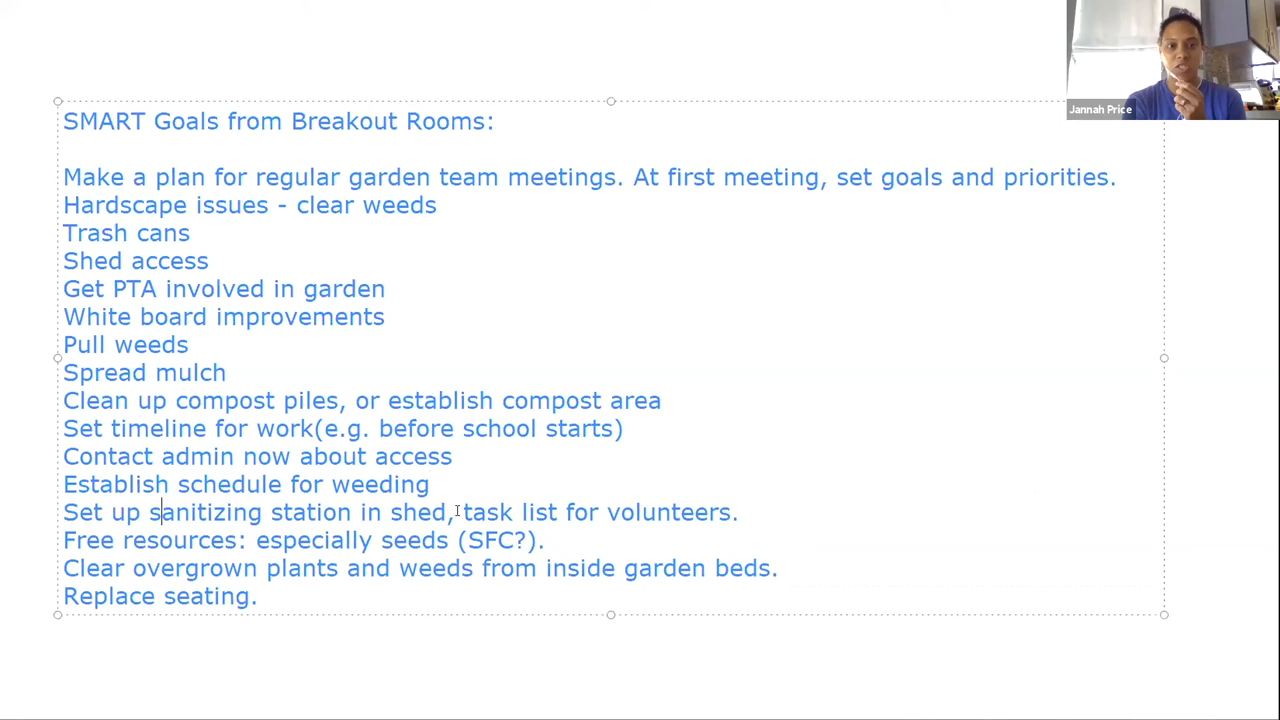 Jannah Price
SMART Goals from Breakout Rooms:
Make a plan for regular garden team meetings. At first meeting, set goals and priorities.
Hardscape issues - clear weeds
Trash cans
Shed access
Get PTA involved in garden
White board improvements
Pull weeds
Spread mulch
Clean up compost piles, or establish compost area
Set timeline for work(e.g. before school starts)
Contact admin now about access
Establish schedule for weeding
Set up sanitizing station in shed, task list for volunteers.
Free resources: especially seeds (SFC?).
Clear overgrown plants and weeds from inside garden beds.
Replace seating.